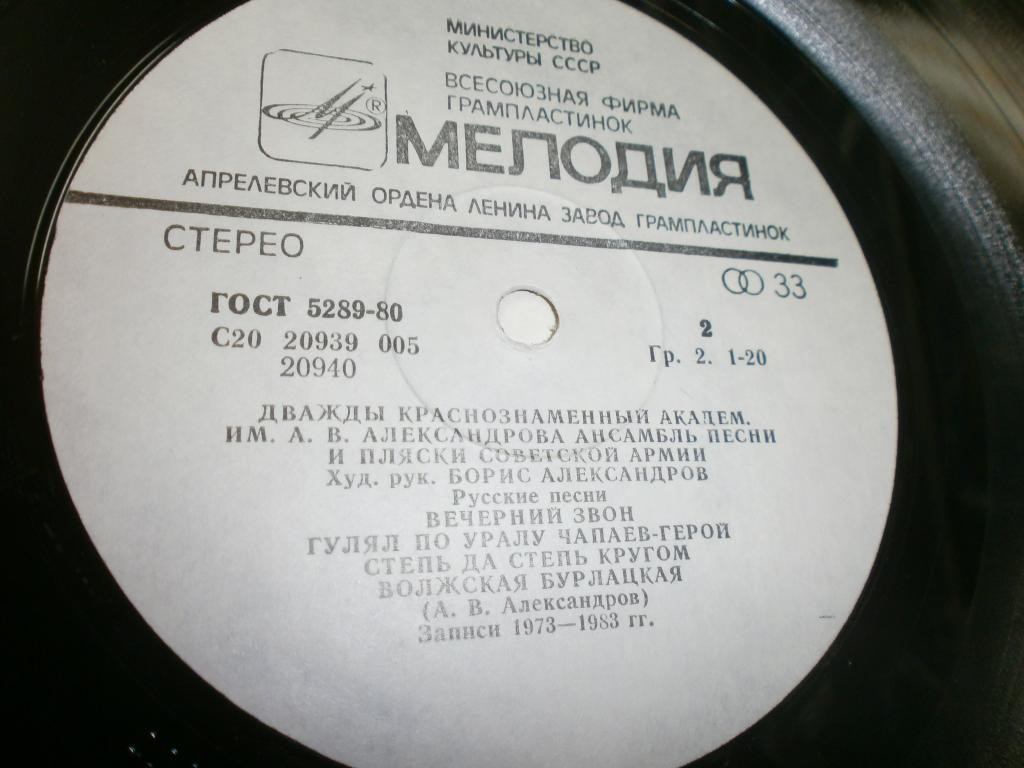 МИНИСТЕРСТВО
КУЛЬТУРЫ СССР
ВСЕСОЮЗНАЯ ФИРМА
ГРАМПЛАСТИНОК
®
МЕЛОДИЯ
АПРЕЛЕВСКИЙ ОРДЕНА ЛЕНИНА ЗАВОД ГРАМПЛАСТИНОК
СТЕРЕО
33
ГОСТ 5289-80
2
С20 20939 005
Гр. 2. 1-20
20940
ДВАЖДЫ КРАСНОЗНАМЕННЫЙ АКАДЕМ.
ИМ. А. В. АЛЕКСАНДРОВА АНСАМБЛЬ ПЕСНИ
И ПЛЯСКИ СОВЕТСКОЙ АРМИИ
Худ. рук. БОРИС АЛЕКСАНДРОВ
Русские песни
ВЕЧЕРНИЙ ЗВОН
ГУЛЯЛ ПО УРАЛУ ЧАПАЕВ-ГЕРОЙ
СТЕПЬ ДА СТЕПЬ КРУГОМ
ВОЛЖСКАЯ БУРЛАЦКАЯ
(А. В. Александров)
Записи 1973—1983 гг.